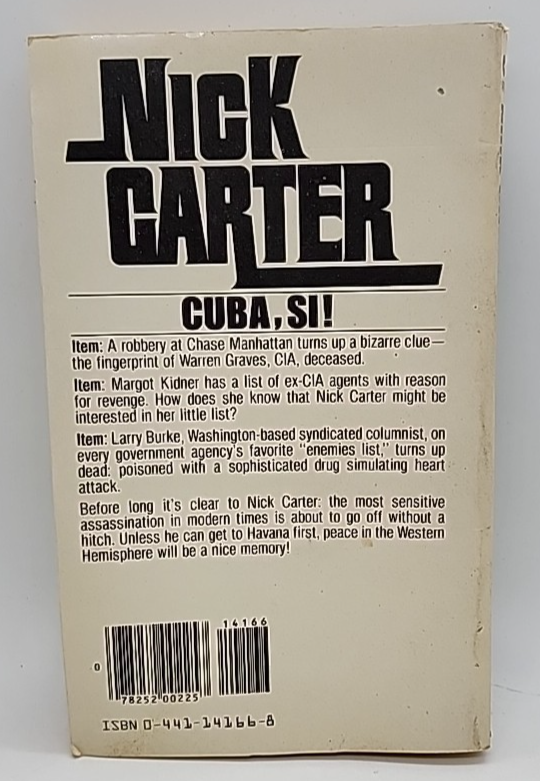 NICK
CARTER
CUBA, SI!
Item: A robbery at Chase Manhattan turns up a bizarre clue—
the fingerprint of Warren Graves, CIA, deceased.
Item: Margot Kidner has a list of ex-CIA agents with reason
for revenge. How does she know that Nick Carter might be
interested in her little list?
Item: Larry Burke, Washington-based syndicated columnist, on
every government agency's favorite "enemies list," turns up
dead: poisoned with a sophisticated drug simulating heart
attack.
Before long it's clear to Nick Carter: the most sensitive
assassination in modern times is about to go off without a
hitch. Unless he can get to Havana first, peace in the Western
Hemisphere will be a nice memory!
14166
0
78252 00225
ISBN 0-441-14166-8